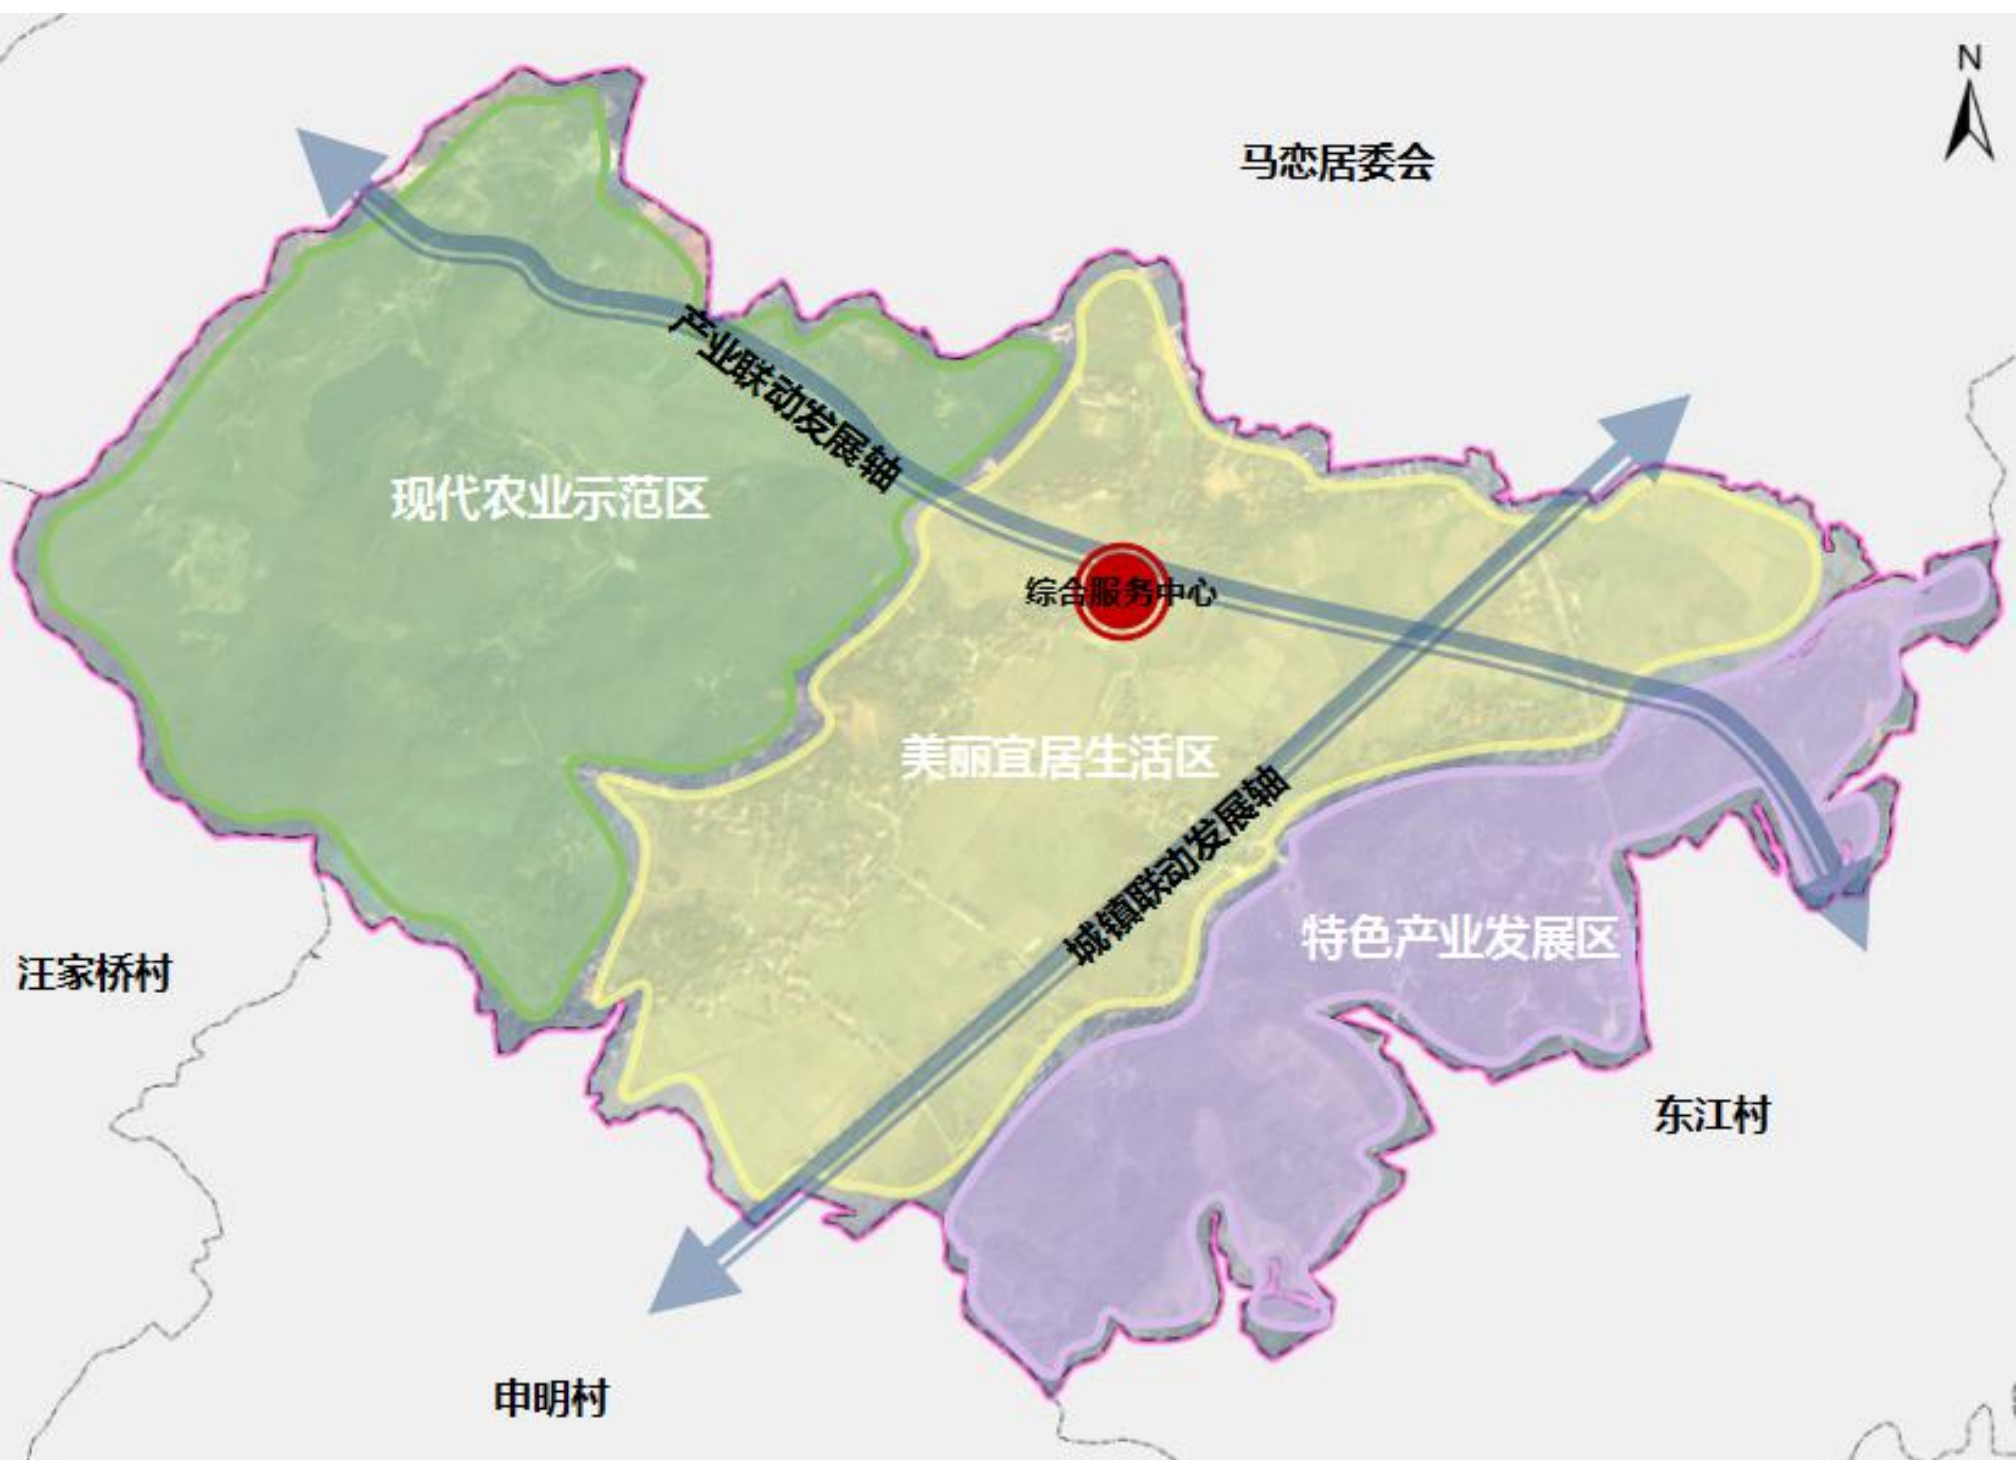 N
马恋居委会
产业联动发展轴
现代农业示范区
综合服务中心
美丽宜居生活区
城镇联动发展轴
特色产业发展区
汪家桥村
东江村
申明村